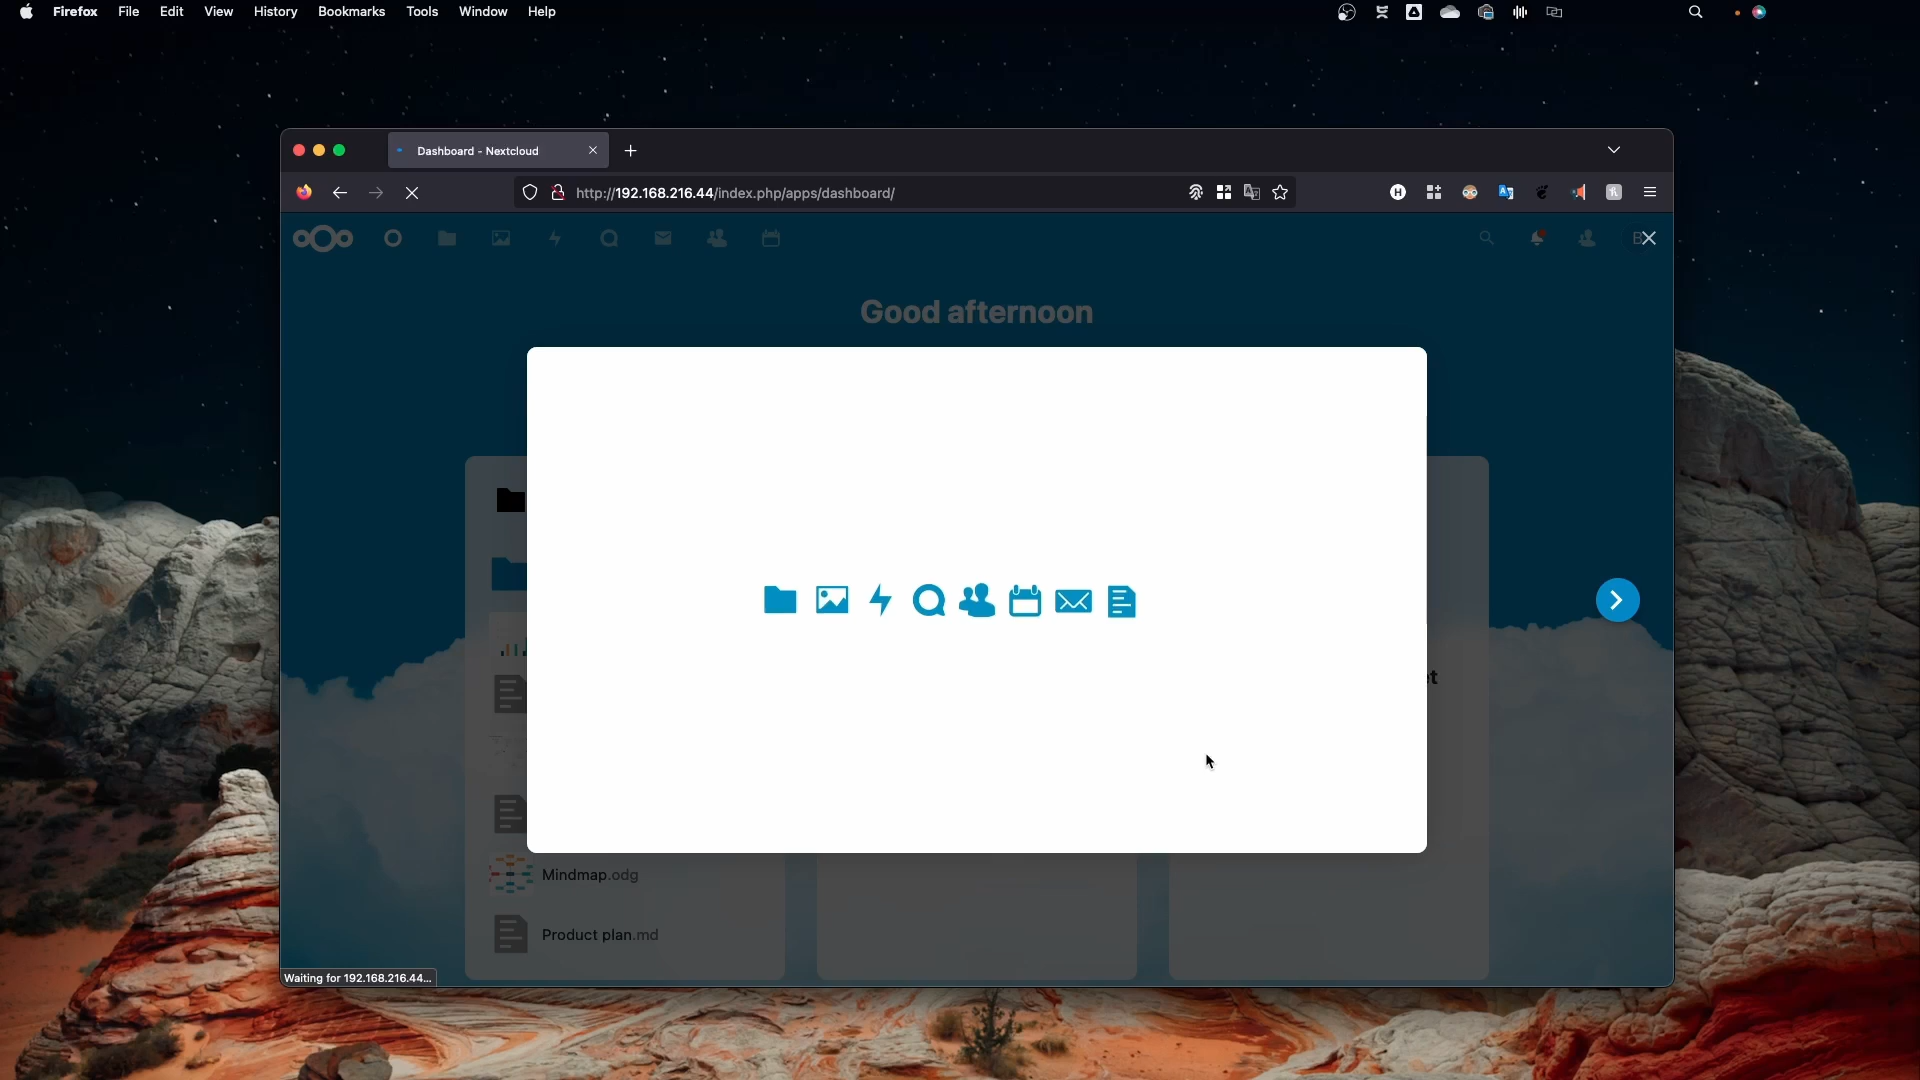 Firefox File Edit View History Bookmarks Tools Window Help
Dashboard - Nextcloud
http://192.168.216.44/index.php/apps/dashboard/
Good afternoon
Mindmap.odg
Product plan.md
Waiting for 192.168.216.44...